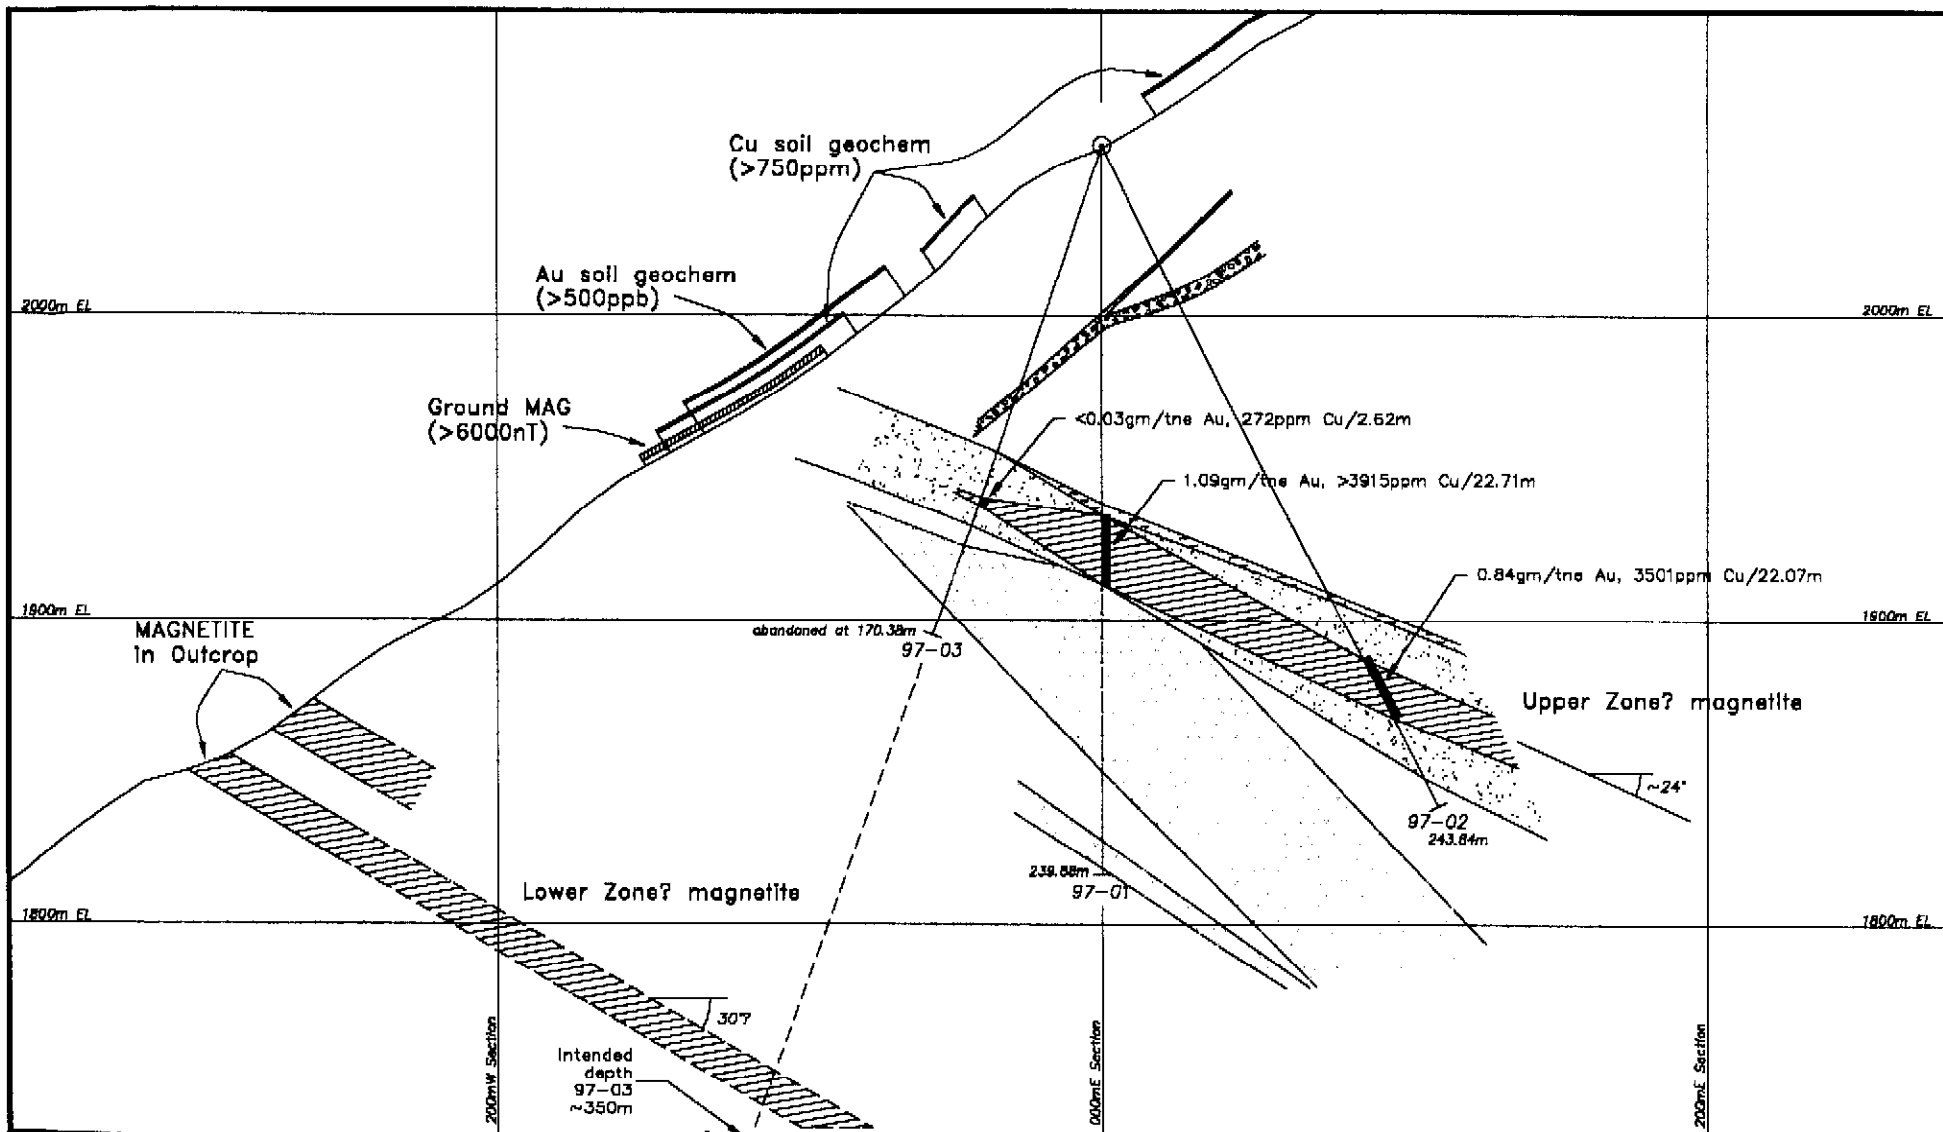 Cu soil geochem
(>750ppm)
Au soil geochem
(>500ppb)
2000m EL
2000m EL
Ground MAG
(>6000nT)
<0.03gm/tne Au, 272ppm Cu/2.62m
1.09gm/tne Au, >3915ppm Cu/22.71m
0.84gm/tne Au, 3501ppm Cu/22.07m
1900m EL
1900m EL
MAGNETITE
in Outcrop
abandoned at 170.38m
97-03
Upper Zone? magnetite
~24°
97-02
243.84m
239.88m
97-01
Lower Zone? magnetite
1800m EL
1800m EL
30°?
Intended
depth
97-03
~350m
200mW Section
000mE Section
200mE Section